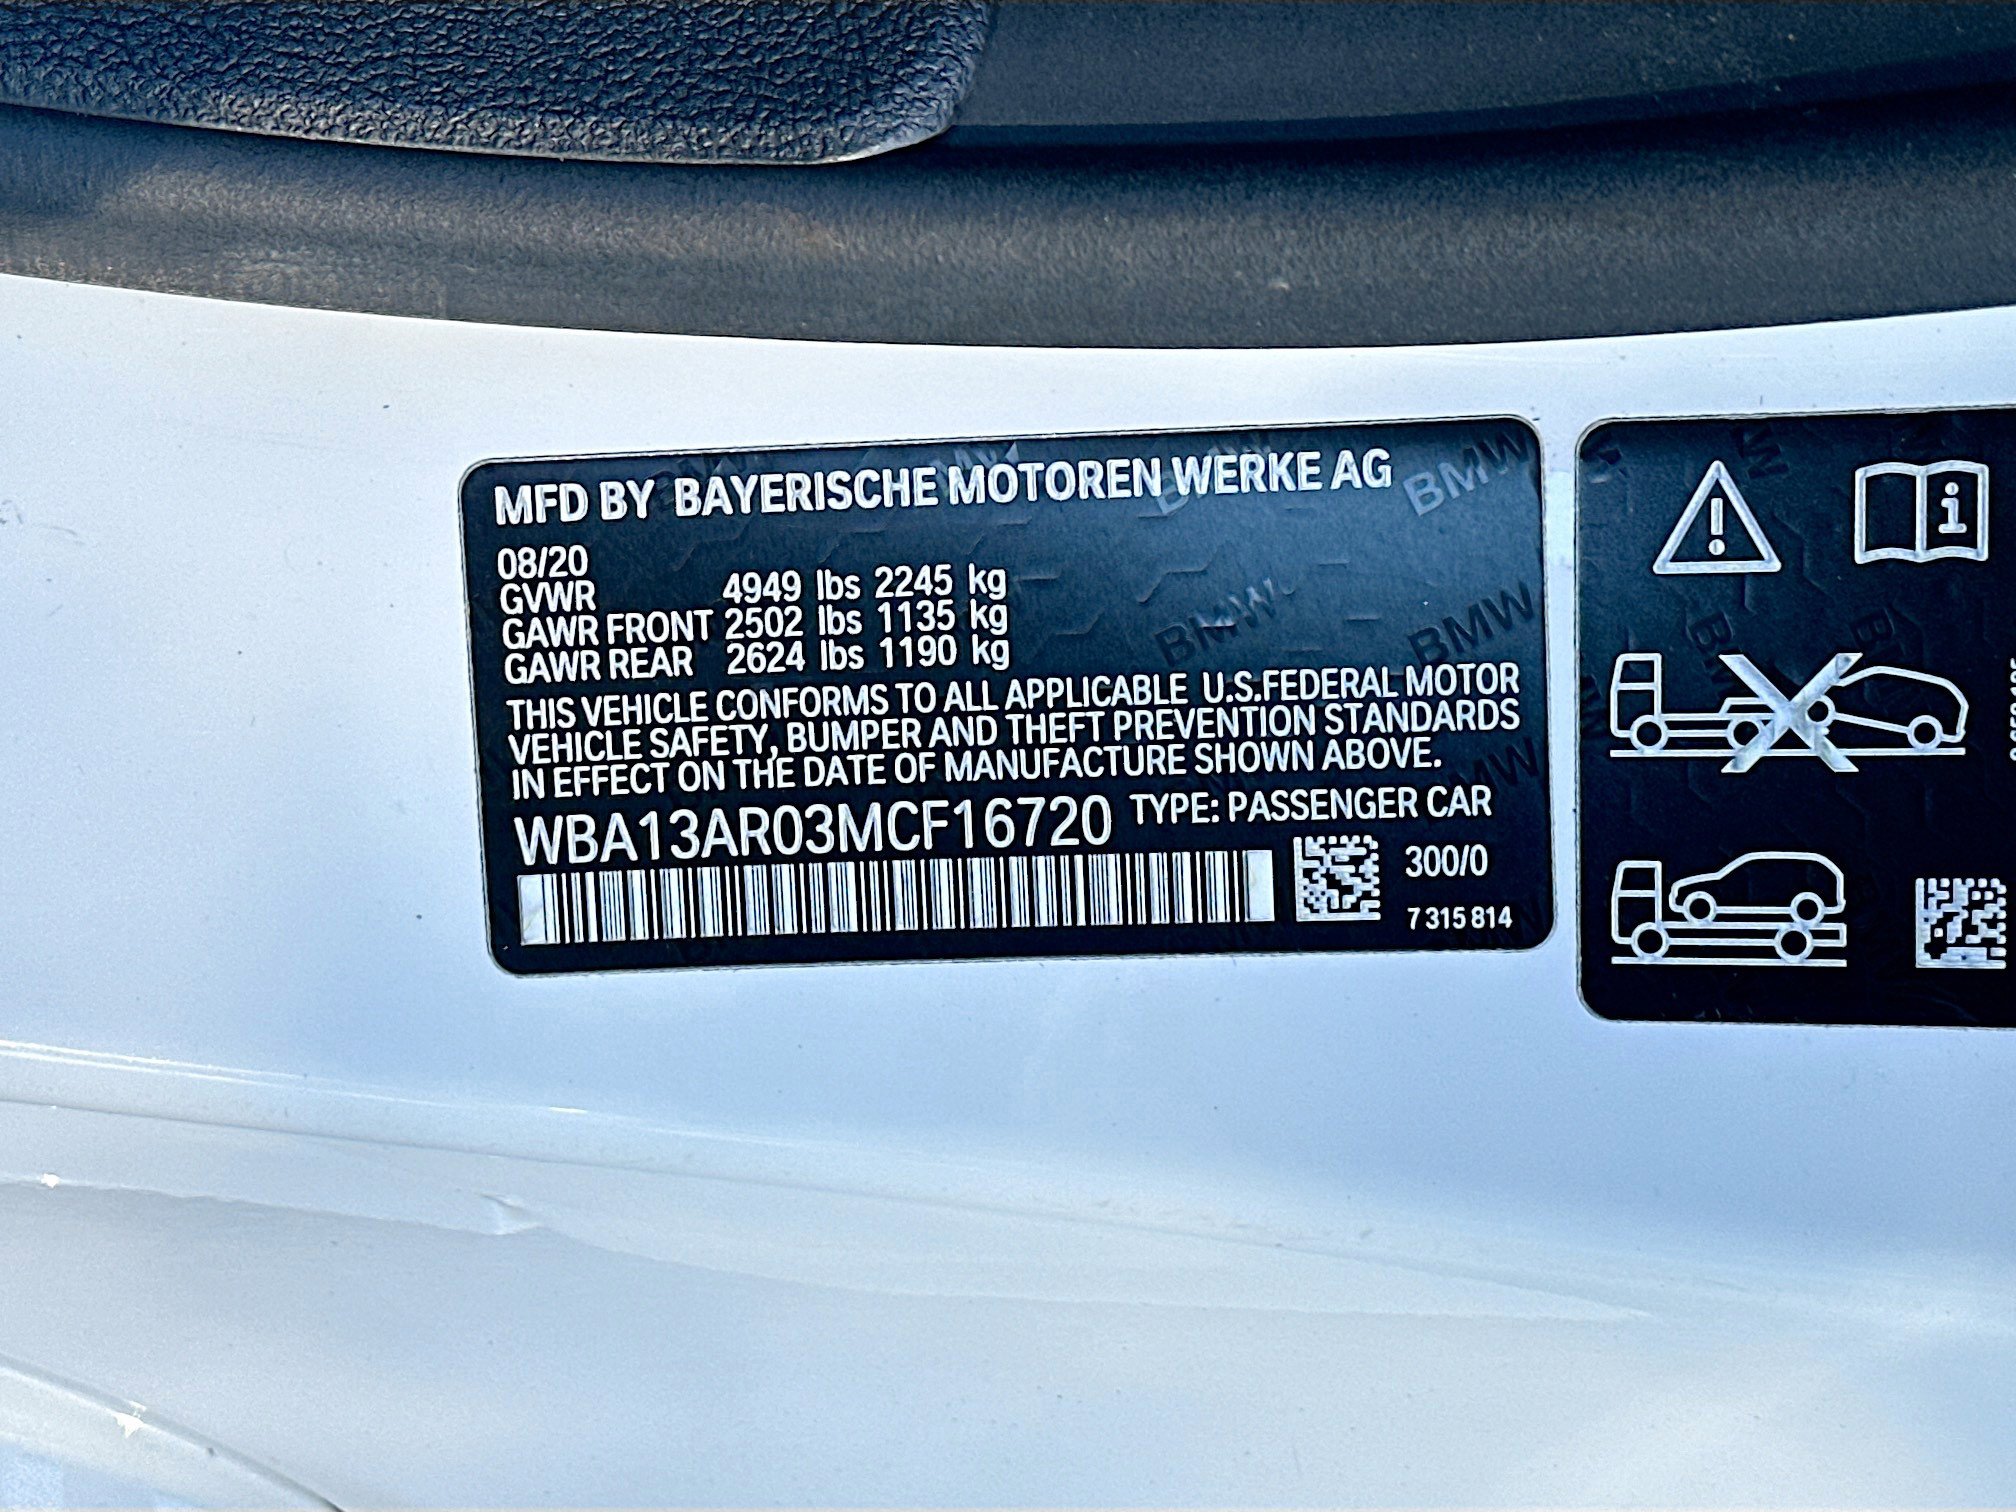 MFD BY BAYERISCHE MOTOREN WERKE AG
08/20
GVWR 4949 lbs 2245 kg
GAWR FRONT 2502 lbs 1135 kg
GAWR REAR 2624 lbs 1190 kg
THIS VEHICLE CONFORMS TO ALL APPLICABLE U.S.FEDERAL MOTOR
VEHICLE SAFETY, BUMPER AND THEFT PREVENTION STANDARDS
IN EFFECT ON THE DATE OF MANUFACTURE SHOWN ABOVE.
WBA13AR03MCF16720 TYPE: PASSENGER CAR
300/0
7 315 814
BMW
BMW
BMW